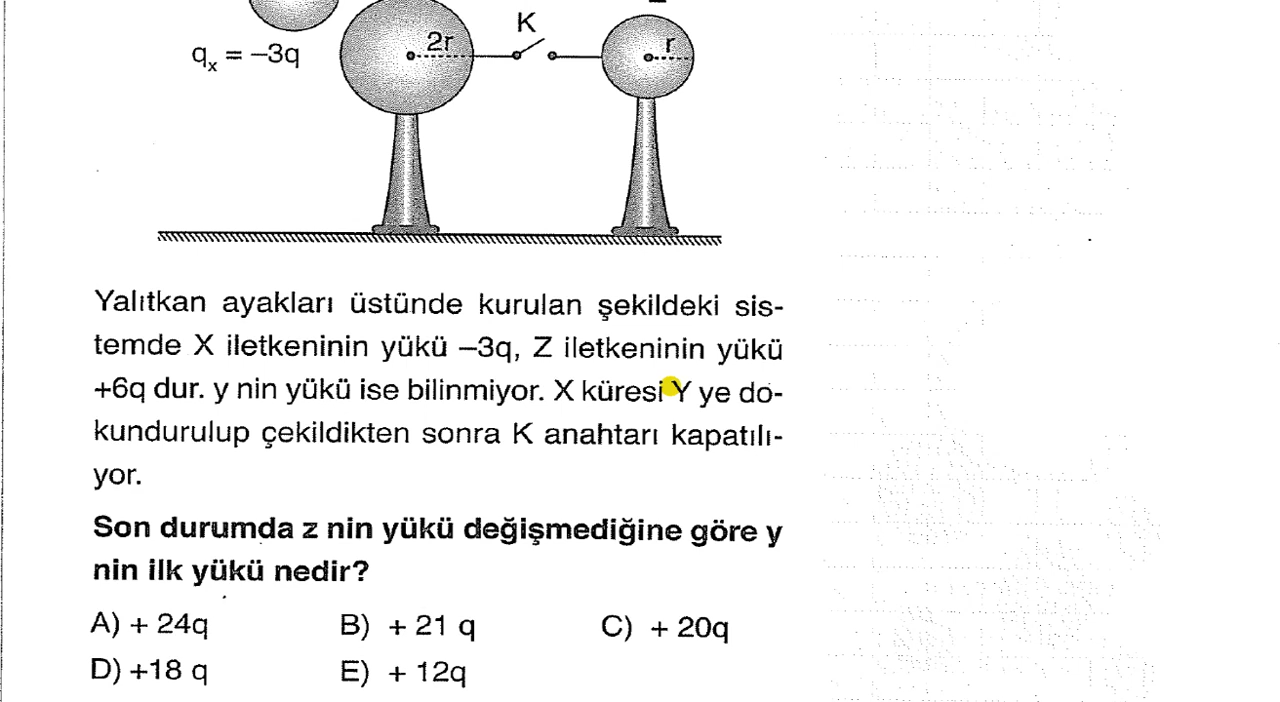 K
2r
r
qₓ = –3q
Yalıtkan ayakları üstünde kurulan şekildeki sis-
temde X iletkeninin yükü –3q, Z iletkeninin yükü
+6q dur. y nin yükü ise bilinmiyor. X küresi Y ye do-
kundurulup çekildikten sonra K anahtarı kapatılı-
yor.
Son durumda z nin yükü değişmediğine göre y
nin ilk yükü nedir?
A) + 24q B) + 21 q C) + 20q
D) +18 q E) + 12q